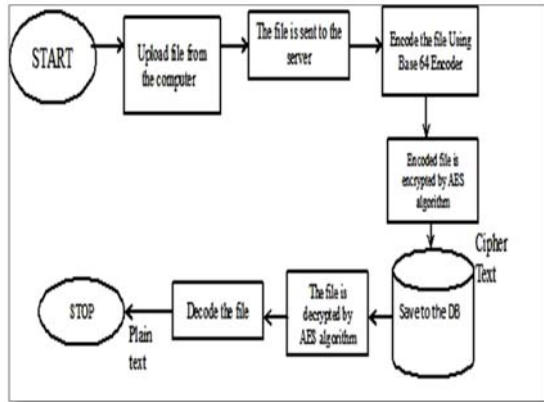 START
Upload file from
the computer
The file is sent to the
server
Encode the file Using
Base 64 Encoder
Encoded file is
encrypted by AES
algorithm
Cipher
Text
Save to the DB
The file is
decrypted by
AES algorithm
Decode the file
Plain
text
STOP